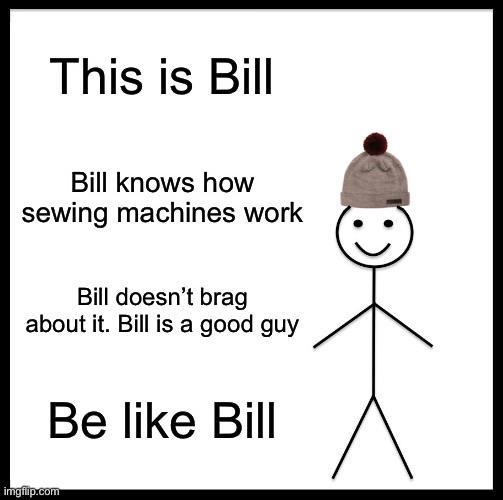 This is Bill
Bill knows how
sewing machines work
Bill doesn't brag
about it. Bill is a good guy
Be like Bill
imgflip.com